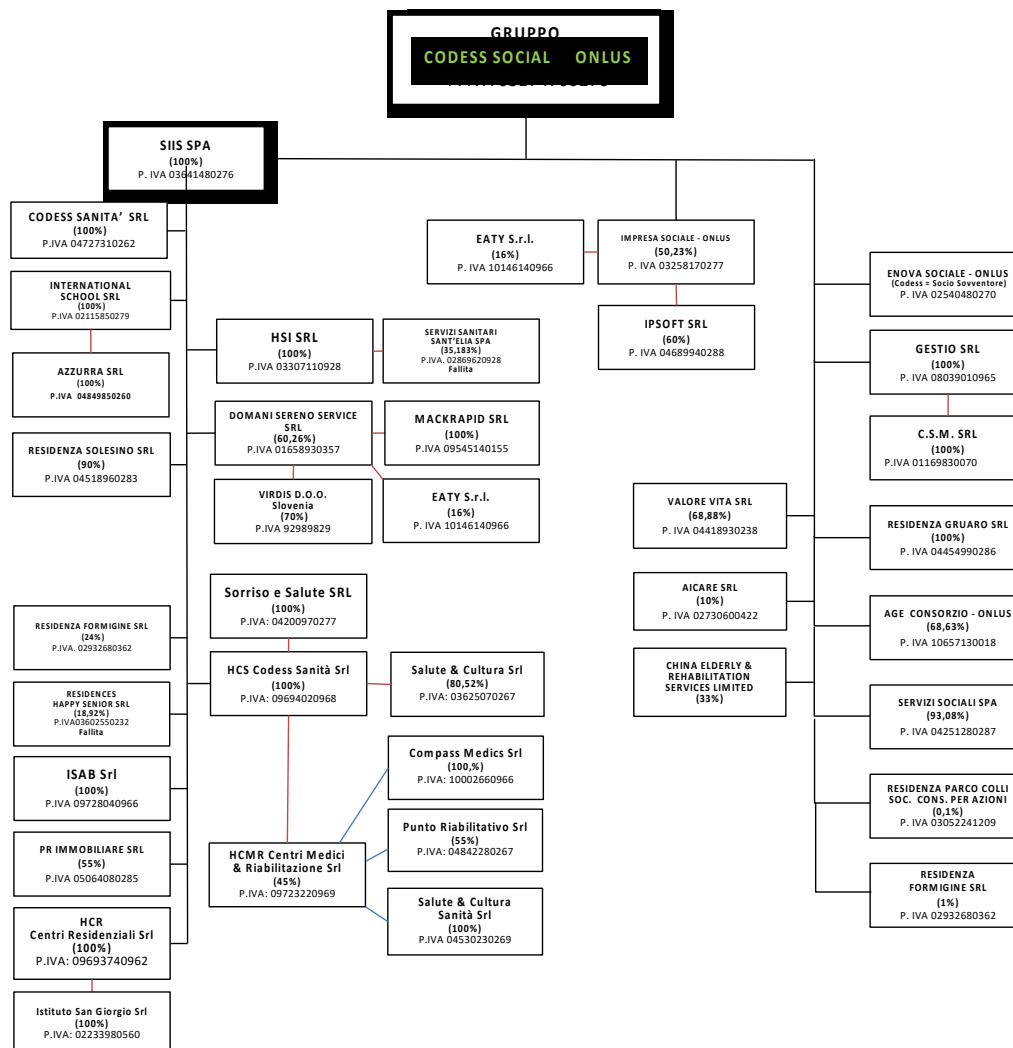 GRUPPO
CODESS SOCIAL ONLUS
SIIS SPA
(100%)
P. IVA 03641480276
CODESS SANITA’ SRL
(100%)
P.IVA 04727310262
INTERNATIONAL
SCHOOL SRL
(100%)
P.IVA 02115850279
AZZURRA SRL
(100%)
P.IVA 04849850260
RESIDENZA SOLESINO SRL
(90%)
P.IVA 04518960283
RESIDENZA FORMIGINE SRL
(24%)
P.IVA. 02932680362
RESIDENCES
HAPPY SENIOR SRL
(18,92%)
P.IVA03602550232
Fallita
ISAB Srl
(100%)
P.IVA 09728040966
PR IMMOBILIARE SRL
(55%)
P.IVA 05064080285
HCR
Centri Residenziali Srl
(100%)
P.IVA: 09693740962
Istituto San Giorgio Srl
(100%)
P.IVA: 02233980560
HSI SRL
(100%)
P.IVA 03307110928
SERVIZI SANITARI
SANT’ELIA SPA
(35,183%)
P.IVA. 02869620928
Fallita
DOMANI SERENO SERVICE
SRL
(60,26%)
P.IVA 01658930357
MACKRAPID SRL
(100%)
P.IVA 09545140155
VIRDIS D.O.O.
Slovenia
(70%)
P.IVA 92989829
EATY S.r.l.
(16%)
P. IVA 10146140966
Sorriso e Salute SRL
(100%)
P.IVA: 04200970277
HCS Codess Sanità Srl
(100%)
P.IVA: 09694020968
Salute & Cultura Srl
(80,52%)
P.IVA: 03625070267
Compass Medics Srl
(100,%)
P.IVA: 10002660966
Punto Riabilitativo Srl
(55%)
P.IVA: 04842280267
HCMR Centri Medici
& Riabilitazione Srl
(45%)
P.IVA: 09723220969
Salute & Cultura
Sanità Srl
(100%)
P.IVA 04530230269
EATY S.r.l.
(16%)
P. IVA 10146140966
IMPRESA SOCIALE - ONLUS
(50,23%)
P. IVA 03258170277
IPSOFT SRL
(60%)
P. IVA 04689940288
VALORE VITA SRL
(68,88%)
P. IVA 04418930238
AICARE SRL
(10%)
P. IVA 02730600422
CHINA ELDERLY &
REHABILITATION
SERVICES LIMITED
(33%)
ENOVA SOCIALE - ONLUS
(Codess = Socio Sovventore)
P. IVA 02540480270
GESTIO SRL
(100%)
P. IVA 08039010965
C.S.M. SRL
(100%)
P.IVA 01169830070
RESIDENZA GRUARO SRL
(100%)
P.IVA 04454990286
AGE CONSORZIO - ONLUS
(68,63%)
P.IVA 10657130018
SERVIZI SOCIALI SPA
(93,08%)
P.IVA 04251280287
RESIDENZA PARCO COLLI
SOC. CONS. PER AZIONI
(0,1%)
P. IVA 03052241209
RESIDENZA
FORMIGINE SRL
(1%)
P. IVA 02932680362